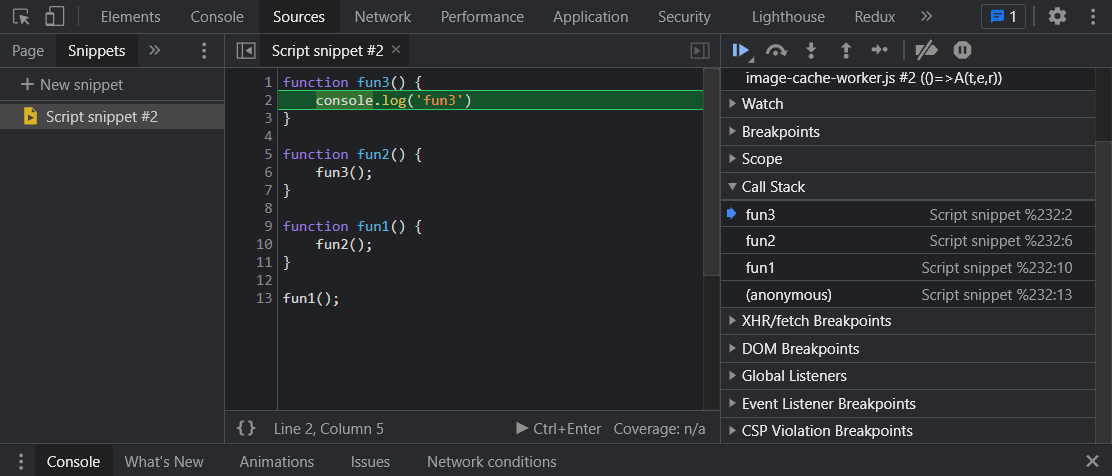 Elements Console Sources Network Performance Application Security Lighthouse Redux » 1
Page Snippets »
+ New snippet
Script snippet #2
Script snippet #2 ×
1 function fun3() {
2 console.log('fun3')
3 }
4
5 function fun2() {
6 fun3();
7 }
8
9 function fun1() {
10 fun2();
11 }
12
13 fun1();
{} Line 2, Column 5 Ctrl+Enter Coverage: n/a
image-cache-worker.js #2 (()=>A(t,e,r))
Watch
Breakpoints
Scope
Call Stack
fun3 Script snippet %232:2
fun2 Script snippet %232:6
fun1 Script snippet %232:10
(anonymous) Script snippet %232:13
XHR/fetch Breakpoints
DOM Breakpoints
Global Listeners
Event Listener Breakpoints
CSP Violation Breakpoints
Console What's New Animations Issues Network conditions ×